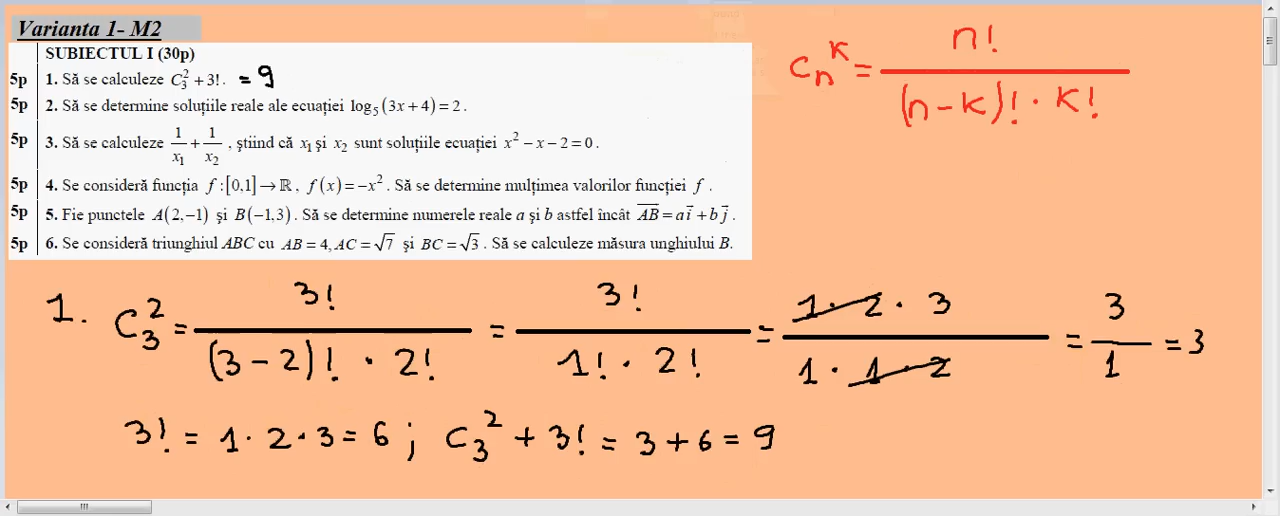 Varianta 1- M2
SUBIECTUL I (30p)
5p 1. Să se calculeze C₃² + 3! . = 9
5p 2. Să se determine soluțiile reale ale ecuației log₅(3x + 4) = 2 .
5p 3. Să se calculeze 1/x₁ + 1/x₂ , știind că x₁ și x₂ sunt soluțiile ecuației x² − x − 2 = 0 .
5p 4. Se consideră funcția f : [0,1] → ℝ , f(x) = −x² . Să se determine mulțimea valorilor funcției f .
5p 5. Fie punctele A(2,−1) și B(−1,3) . Să se determine numerele reale a și b astfel încât AB = ai⃗ + bj⃗ .
5p 6. Se consideră triunghiul ABC cu AB = 4, AC = √7 și BC = √3 . Să se calculeze măsura unghiului B.
Cₙᴷ = n! / (n − k)! · k!
1. C₃² = 3! / (3 − 2)! · 2! = 3! / 1! · 2! = 1 · 2 · 3 / 1 · 1 · 2 = 3 / 1 = 3
3! = 1 · 2 · 3 = 6 ; C₃² + 3! = 3 + 6 = 9